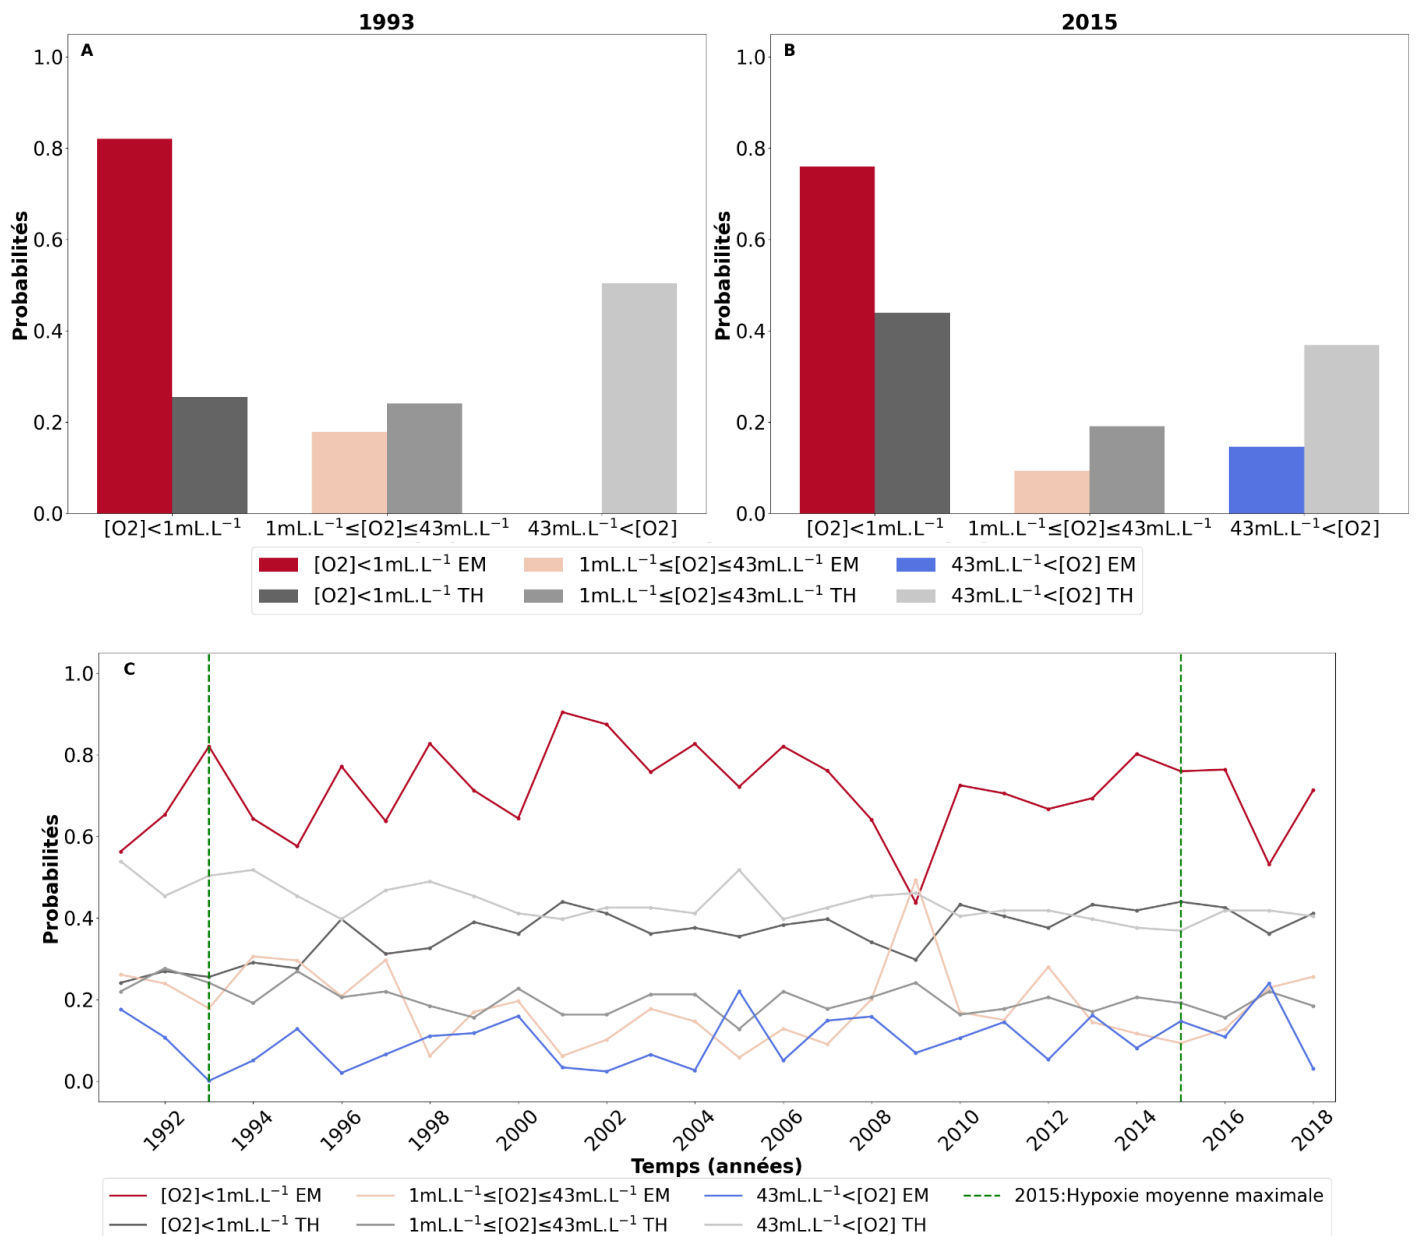 1993
A
1.0
0.8
0.6
0.4
0.2
0.0
Probabilités
[O2]<1mL.L⁻¹ 1mL.L⁻¹≤[O2]≤43mL.L⁻¹ 43mL.L⁻¹<[O2]
2015
B
1.0
0.8
0.6
0.4
0.2
0.0
Probabilités
[O2]<1mL.L⁻¹ 1mL.L⁻¹≤[O2]≤43mL.L⁻¹ 43mL.L⁻¹<[O2]
[O2]<1mL.L⁻¹ EM 1mL.L⁻¹≤[O2]≤43mL.L⁻¹ EM 43mL.L⁻¹<[O2] EM
[O2]<1mL.L⁻¹ TH 1mL.L⁻¹≤[O2]≤43mL.L⁻¹ TH 43mL.L⁻¹<[O2] TH
C
1.0
0.8
0.6
0.4
0.2
0.0
Probabilités
1992 1994 1996 1998 2000 2002 2004 2006 2008 2010 2012 2014 2016 2018
Temps (années)
[O2]<1mL.L⁻¹ EM 1mL.L⁻¹≤[O2]≤43mL.L⁻¹ EM 43mL.L⁻¹<[O2] EM 2015:Hypoxie moyenne maximale
[O2]<1mL.L⁻¹ TH 1mL.L⁻¹≤[O2]≤43mL.L⁻¹ TH 43mL.L⁻¹<[O2] TH